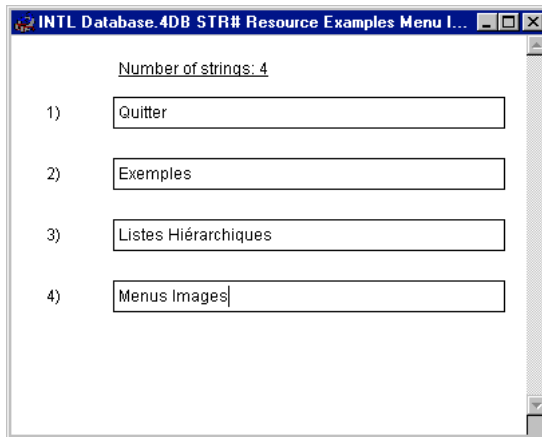 INTL Database.4DB STR# Resource Examples Menu I...
Number of strings: 4
1) Quitter
2) Exemples
3) Listes Hiérarchiques
4) Menus Images